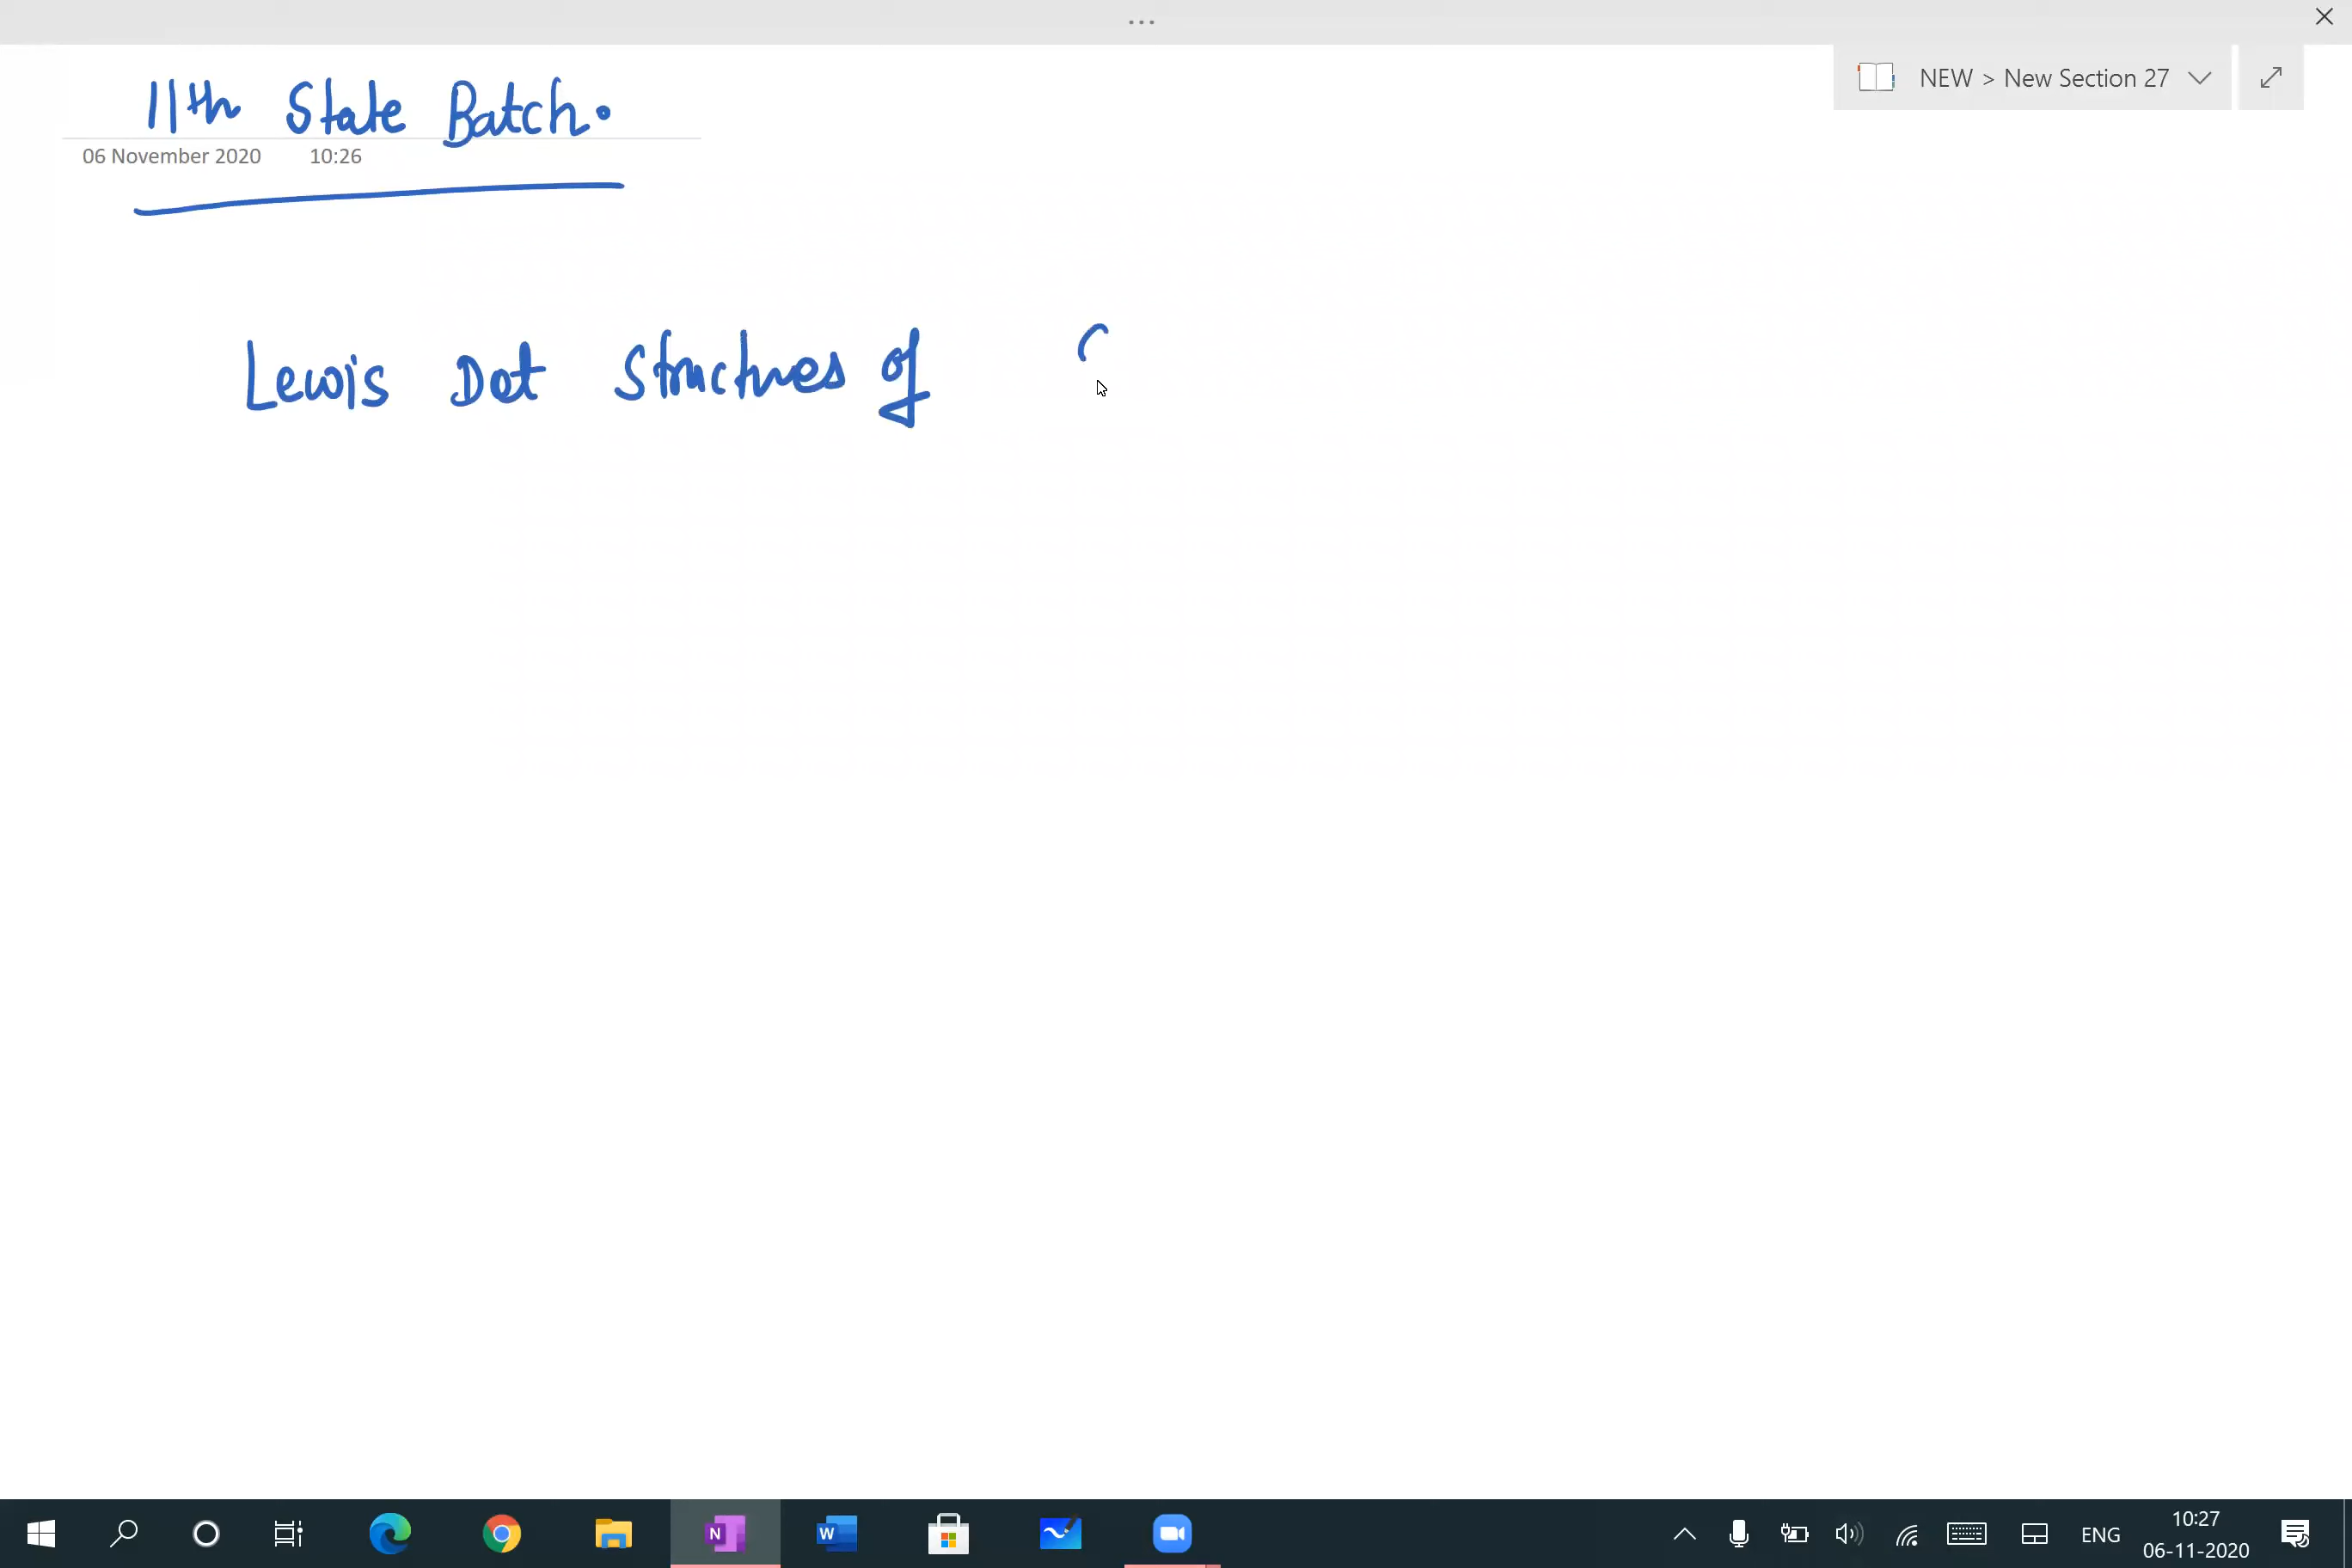 NEW > New Section 27
11th State Batch.
06 November 2020 10:26
Lewis Dot Structures of
10:27
ENG
06-11-2020